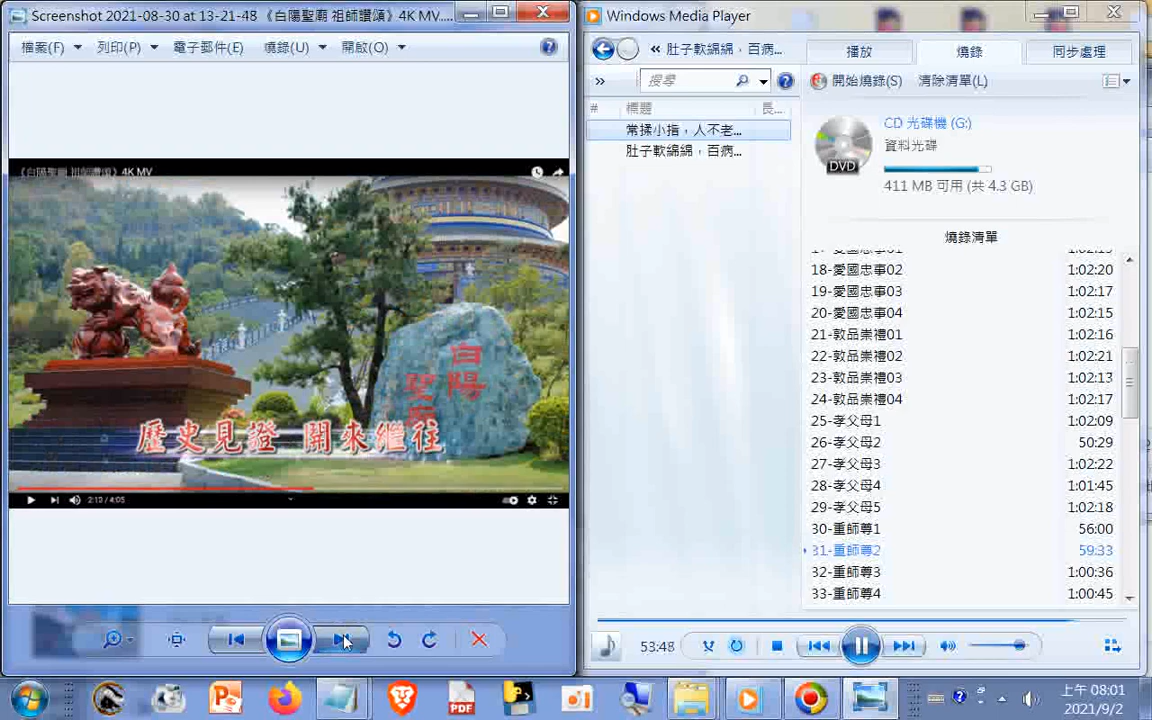 Screenshot 2021-08-30 at 13-21-48 《白陽聖廟 祖師讚頌》4K MV....
檔案(F)
列印(P)
電子郵件(E)
燒錄(U)
開啟(O)
《白陽聖廟 祖師讚頌》4K MV
白陽
聖廟
歷史見證 開來繼往
2:13 / 4:05
Windows Media Player
« 肚子軟綿綿，百病...
播放
燒錄
同步處理
»
搜尋
開始燒錄(S)
清除清單(L)
#
標題
長...
常揉小指，人不老...
肚子軟綿綿，百病...
DVD
CD 光碟機 (G:)
資料光碟
411 MB 可用 (共 4.3 GB)
燒錄清單
18-愛國忠事02 1:02:20
19-愛國忠事03 1:02:17
20-愛國忠事04 1:02:15
21-敦品崇禮01 1:02:16
22-敦品崇禮02 1:02:21
23-敦品崇禮03 1:02:13
24-敦品崇禮04 1:02:17
25-孝父母1 1:02:09
26-孝父母2 50:29
27-孝父母3 1:02:22
28-孝父母4 1:01:45
29-孝父母5 1:02:18
30-重師尊1 56:00
31-重師尊2 59:33
32-重師尊3 1:00:36
33-重師尊4 1:00:45
53:48
PDF
上午 08:01
2021/9/2